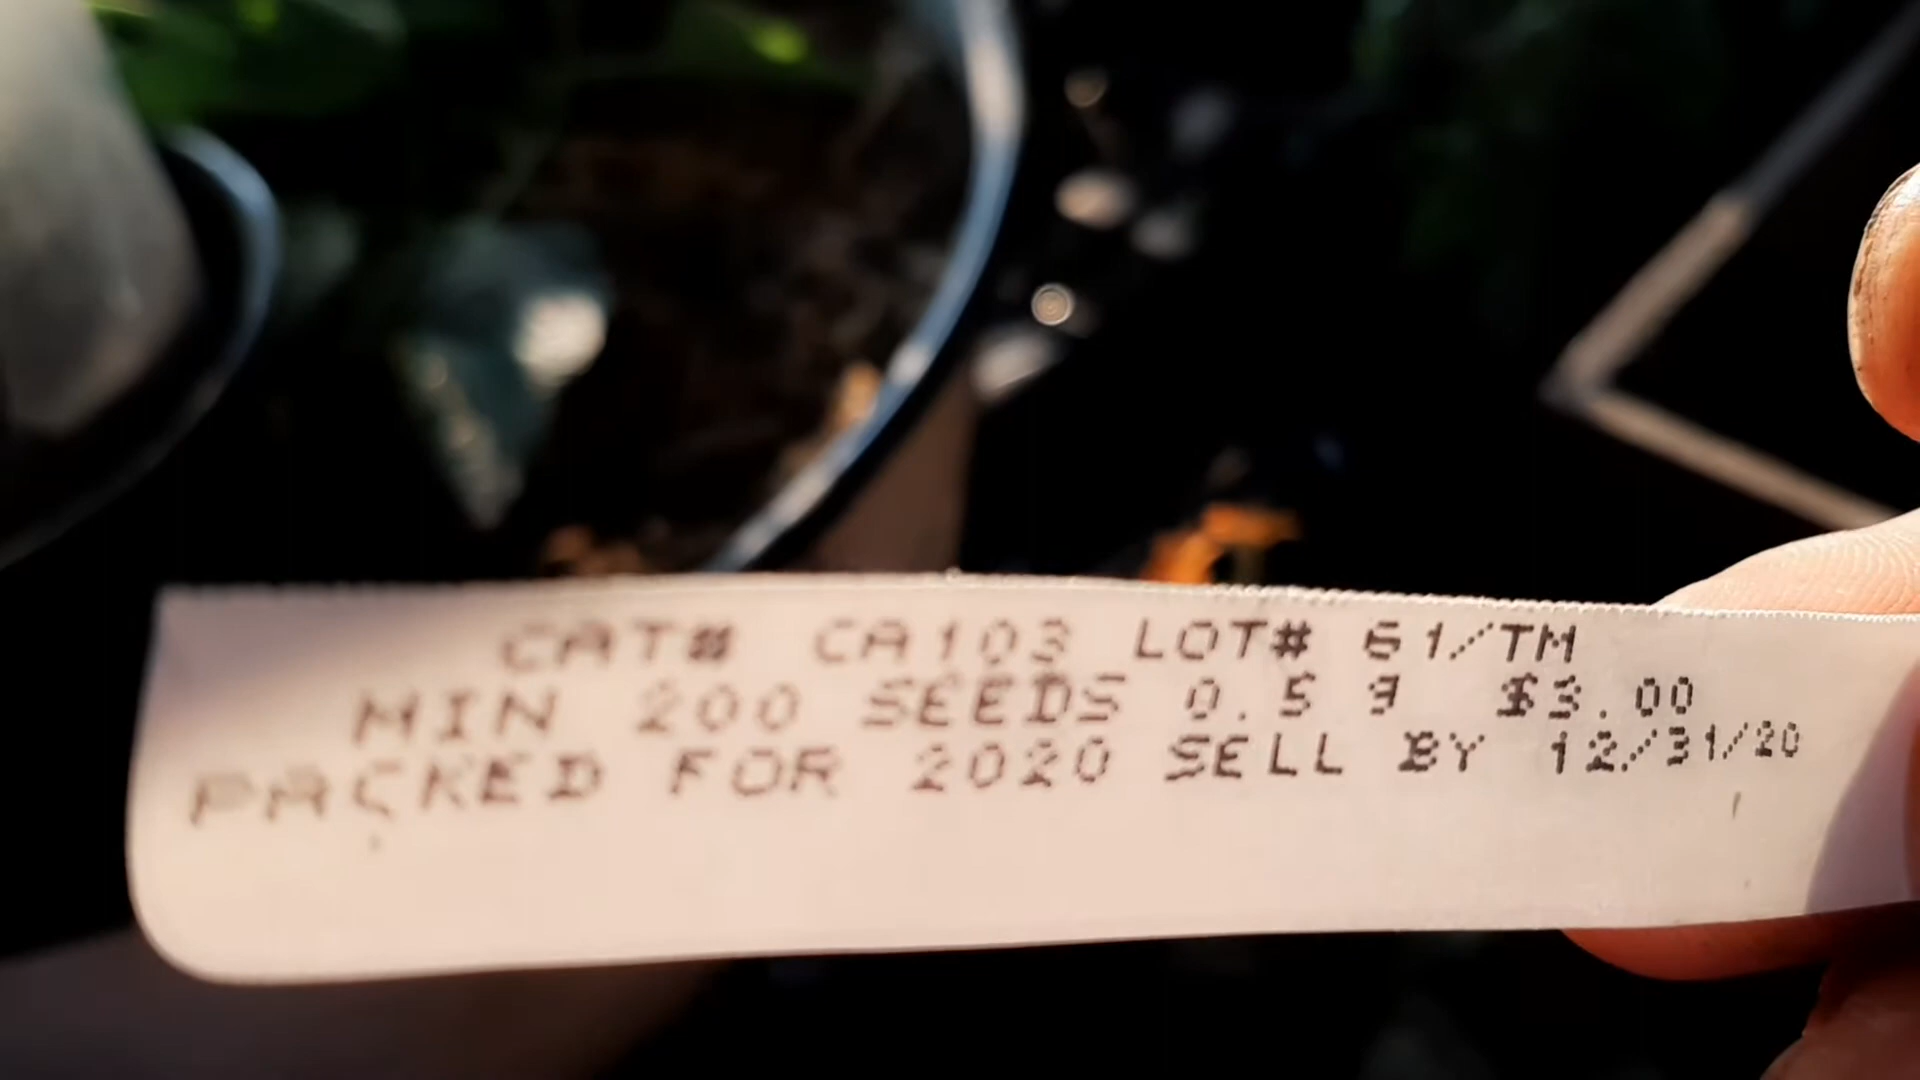 CAT# CA103 LOT# 61/TM
MIN 200 SEEDS 0.5 g $3.00
PACKED FOR 2020 SELL BY 12/31/20